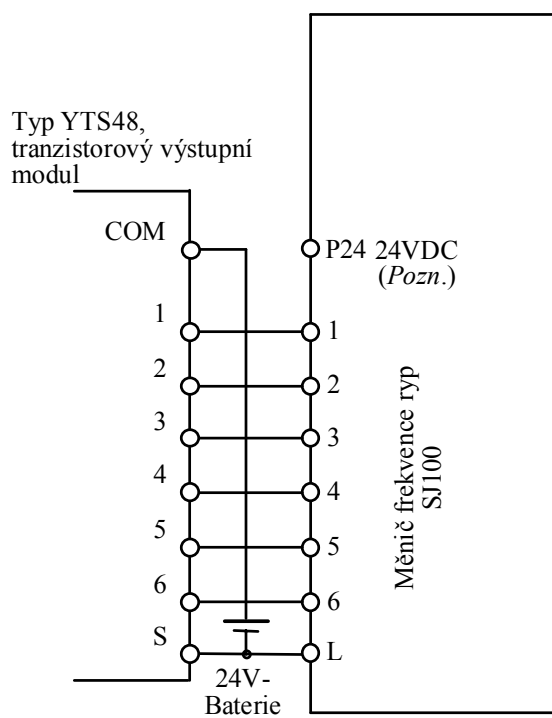 Typ YTS48,
tranzistorový výstupní
modul
COM
P24 24VDC
(Pozn.)
1 1
2 2
3 3
4 4
5 5
6 6
S L
24V-
Baterie
Měnič frekvence ryp
SJ100